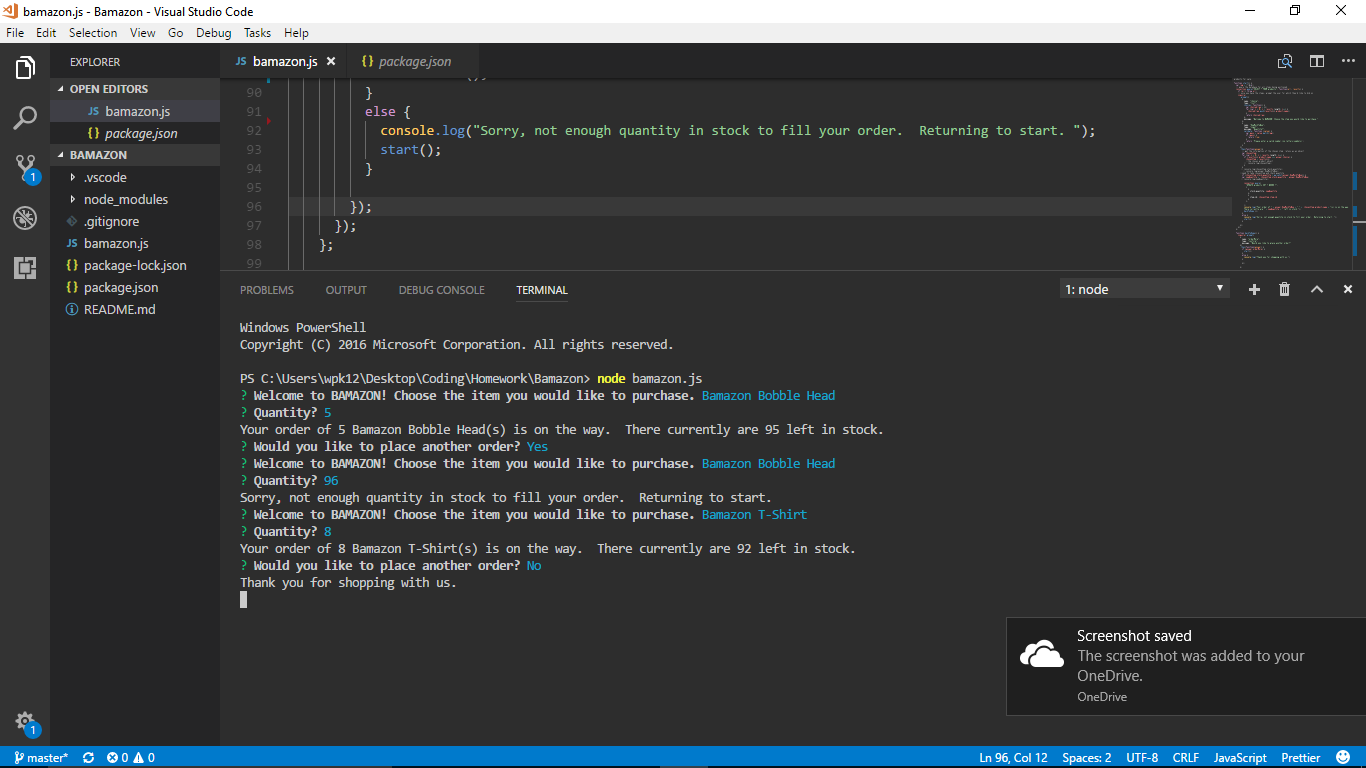 bamazon.js - Bamazon - Visual Studio Code
File Edit Selection View Go Debug Tasks Help
EXPLORER
OPEN EDITORS
JS bamazon.js
{} package.json
BAMAZON
.vscode
node_modules
.gitignore
JS bamazon.js
{} package-lock.json
{} package.json
README.md
1
1
JS bamazon.js
{} package.json
90 }
91 else {
92 console.log("Sorry, not enough quantity in stock to fill your order.  Returning to start. ");
93 start();
94 }
95
96 });
97 });
98 };
99
PROBLEMS OUTPUT DEBUG CONSOLE TERMINAL 1: node
Windows PowerShell
Copyright (C) 2016 Microsoft Corporation. All rights reserved.
PS C:\Users\wpk12\Desktop\Coding\Homework\Bamazon> node bamazon.js
? Welcome to BAMAZON! Choose the item you would like to purchase. Bamazon Bobble Head
? Quantity? 5
Your order of 5 Bamazon Bobble Head(s) is on the way.  There currently are 95 left in stock.
? Would you like to place another order? Yes
? Welcome to BAMAZON! Choose the item you would like to purchase. Bamazon Bobble Head
? Quantity? 96
Sorry, not enough quantity in stock to fill your order.  Returning to start.
? Welcome to BAMAZON! Choose the item you would like to purchase. Bamazon T-Shirt
? Quantity? 8
Your order of 8 Bamazon T-Shirt(s) is on the way.  There currently are 92 left in stock.
? Would you like to place another order? No
Thank you for shopping with us.
Screenshot saved
The screenshot was added to your
OneDrive.
OneDrive
master* 0 0 Ln 96, Col 12 Spaces: 2 UTF-8 CRLF JavaScript Prettier